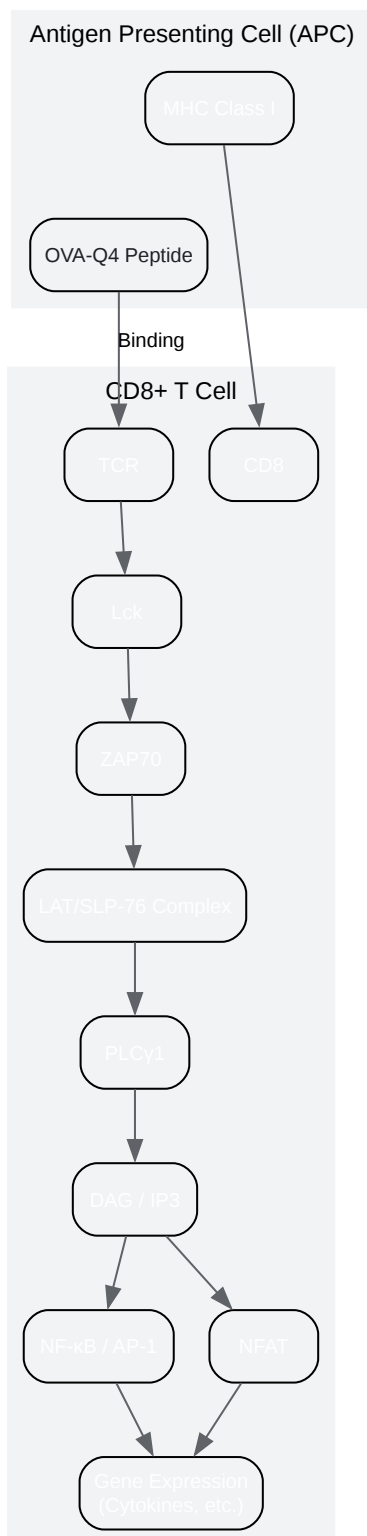 Antigen Presenting Cell (APC)
MHC Class I
OVA-Q4 Peptide
Binding
CD8+ T Cell
TCR
CD8
Lck
ZAP70
LAT/SLP-76 Complex
PLCγ1
DAG / IP3
NF-κB / AP-1
NFAT
Gene Expression
(Cytokines, etc.)